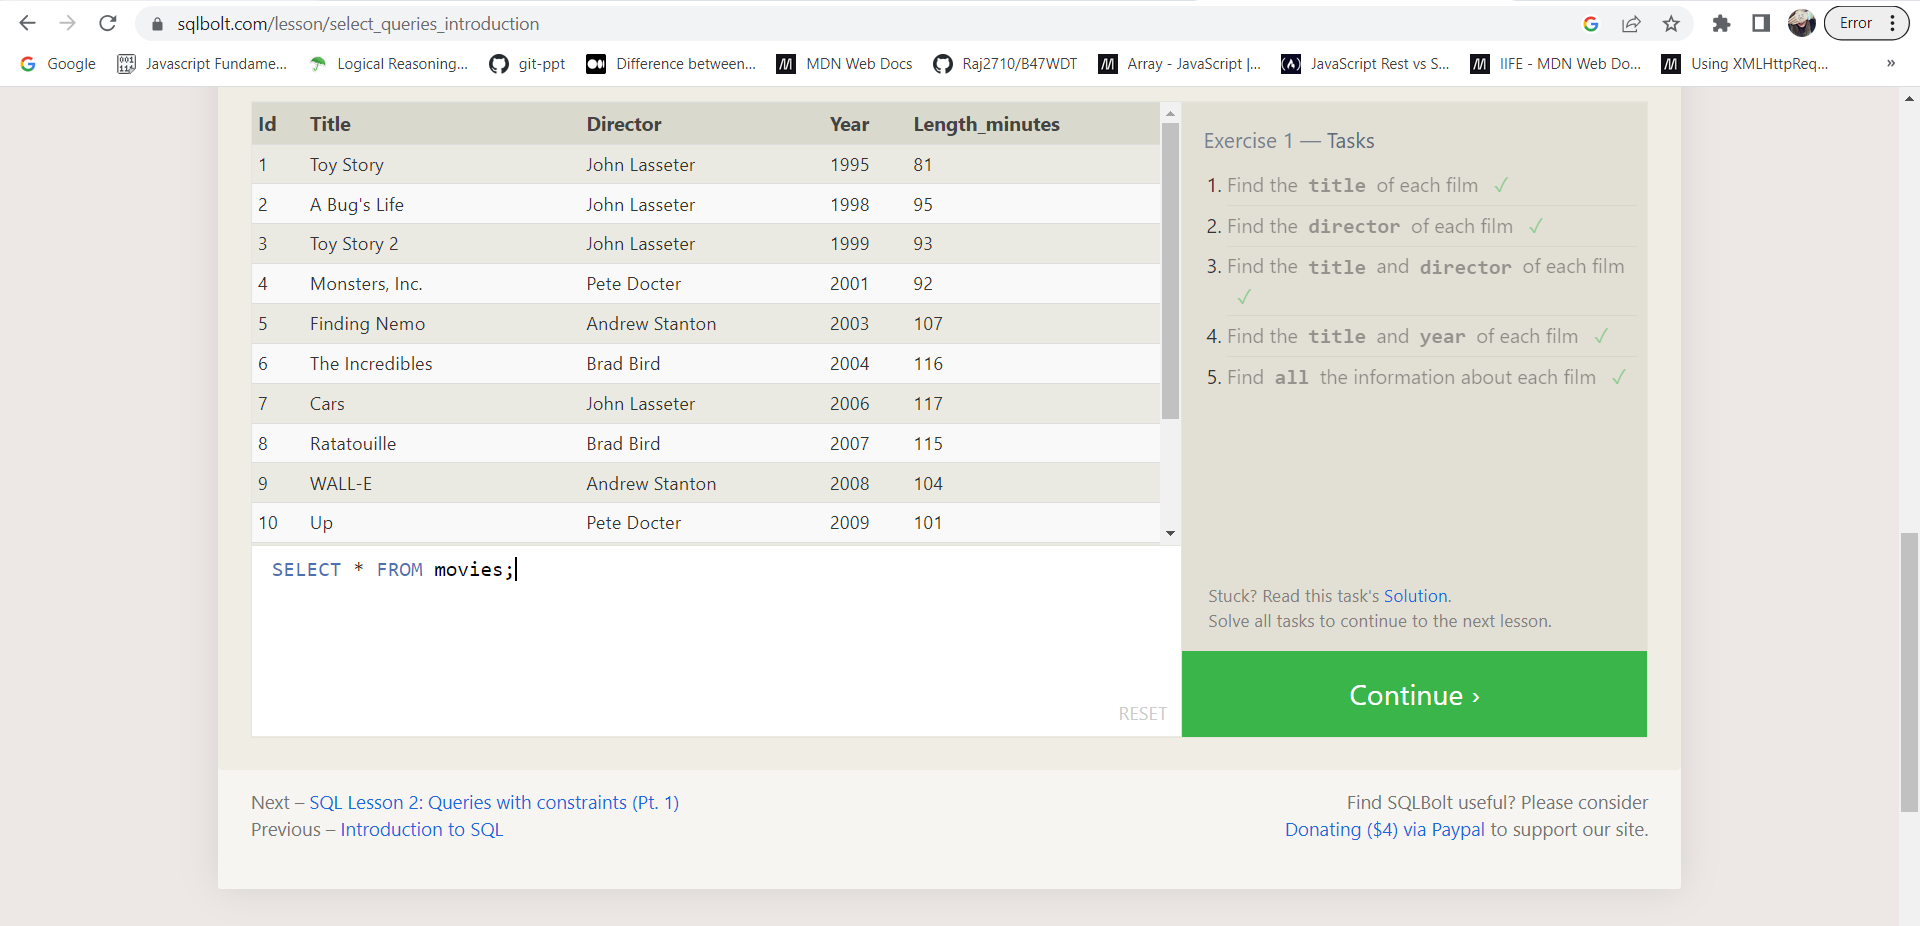 sqlbolt.com/lesson/select_queries_introduction
Error
Google
Javascript Fundame...
Logical Reasoning...
git-ppt
Difference between...
MDN Web Docs
Raj2710/B47WDT
Array - JavaScript |...
JavaScript Rest vs S...
IIFE - MDN Web Do...
Using XMLHttpReq...
»
Id Title Director Year Length_minutes
1 Toy Story John Lasseter 1995 81
2 A Bug's Life John Lasseter 1998 95
3 Toy Story 2 John Lasseter 1999 93
4 Monsters, Inc. Pete Docter 2001 92
5 Finding Nemo Andrew Stanton 2003 107
6 The Incredibles Brad Bird 2004 116
7 Cars John Lasseter 2006 117
8 Ratatouille Brad Bird 2007 115
9 WALL-E Andrew Stanton 2008 104
10 Up Pete Docter 2009 101
SELECT * FROM movies;
RESET
Exercise 1 — Tasks
1. Find the title of each film ✓
2. Find the director of each film ✓
3. Find the title and director of each film
✓
4. Find the title and year of each film ✓
5. Find all the information about each film ✓
Stuck? Read this task's Solution.
Solve all tasks to continue to the next lesson.
Continue ›
Next – SQL Lesson 2: Queries with constraints (Pt. 1)
Previous – Introduction to SQL
Find SQLBolt useful? Please consider
Donating ($4) via Paypal to support our site.